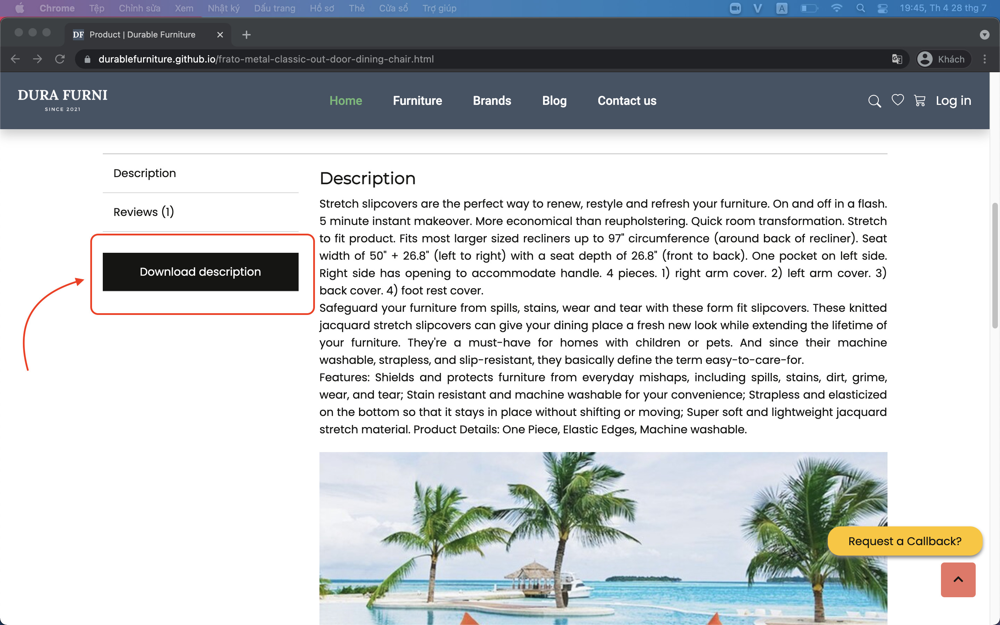 Chrome Tệp Chỉnh sửa Xem Nhật ký Dấu trang Hồ sơ Thẻ Cửa sổ Trợ giúp V A 19:45, Th 4 28 thg 7
DF Product | Durable Furniture
durablefurniture.github.io/frato-metal-classic-out-door-dining-chair.html Khách
DURA FURNI
SINCE 2021
Home Furniture Brands Blog Contact us Log in
Description
Reviews (1)
Download description
Description
Stretch slipcovers are the perfect way to renew, restyle and refresh your furniture. On and off in a flash.
5 minute instant makeover. More economical than reupholstering. Quick room transformation. Stretch
to fit product. Fits most larger sized recliners up to 97" circumference (around back of recliner). Seat
width of 50" + 26.8" (left to right) with a seat depth of 26.8" (front to back). One pocket on left side.
Right side has opening to accommodate handle. 4 pieces. 1) right arm cover. 2) left arm cover. 3)
back cover. 4) foot rest cover.
Safeguard your furniture from spills, stains, wear and tear with these form fit slipcovers. These knitted
jacquard stretch slipcovers can give your dining place a fresh new look while extending the lifetime of
your furniture. They're a must-have for homes with children or pets. And since their machine
washable, strapless, and slip-resistant, they basically define the term easy-to-care-for.
Features: Shields and protects furniture from everyday mishaps, including spills, stains, dirt, grime,
wear, and tear; Stain resistant and machine washable for your convenience; Strapless and elasticized
on the bottom so that it stays in place without shifting or moving; Super soft and lightweight jacquard
stretch material. Product Details: One Piece, Elastic Edges, Machine washable.
Request a Callback?